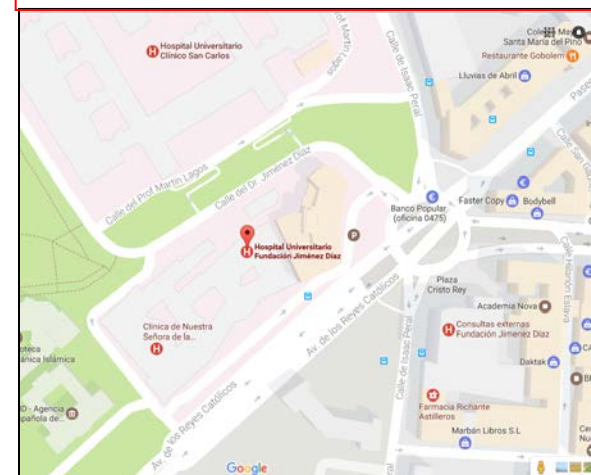 Hospital Universitario
Clínico San Carlos
Calle de Isaac Peral
Calle del Prof Martín Lagos
Prof Martín Lagos
Calle del Dr. Jiménez Díaz
Santa María del Pino
Restaurante Gobolem
Lluvias de Abril
Banco Popular
(oficina 0475)
Faster Copy
Bodybell
P
Hospital Universitario
Fundación Jiménez Díaz
Plaza
Cristo Rey
Academia Nova
Calle Hilarión Eslava
Consultas externas
Fundación Jimenez Díaz
Daktak
Clínica de Nuestra
Señora de la...
Av. de los Reyes Católicos
Calle de Isaac Peral
Farmacia Richante
Astilleros
Av. de los Reyes Católicos
Marbán Libros S.L
Google